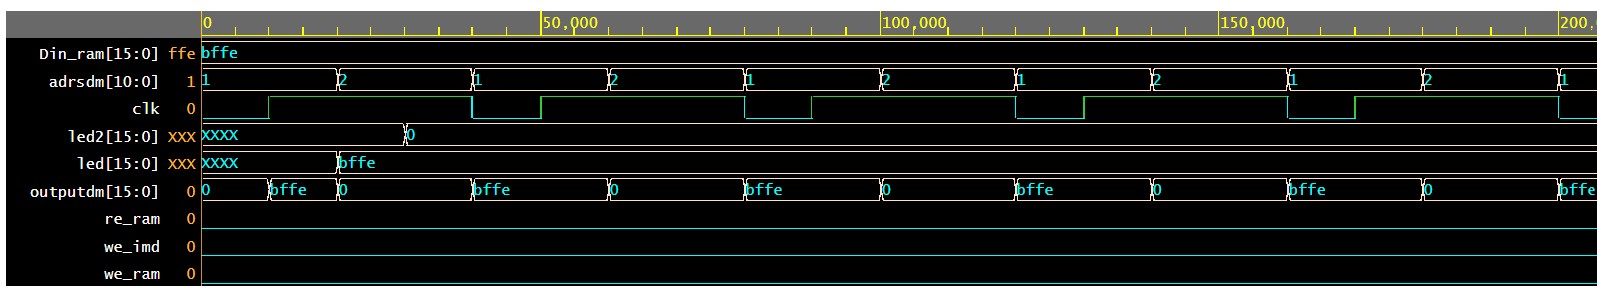 0 50,000 100,000 150,000 200,
Din_ram[15:0] ffe bffe
adrsdm[10:0] 1 1 2 1 2 1 2 1 2 1 2 1
clk 0
led2[15:0] XXX XXXX 0
led[15:0] XXX XXXX bffe
outputdm[15:0] 0 0 bffe 0 bffe 0 bffe 0 bffe 0 bffe 0 bffe
re_ram 0
we_imd 0
we_ram 0